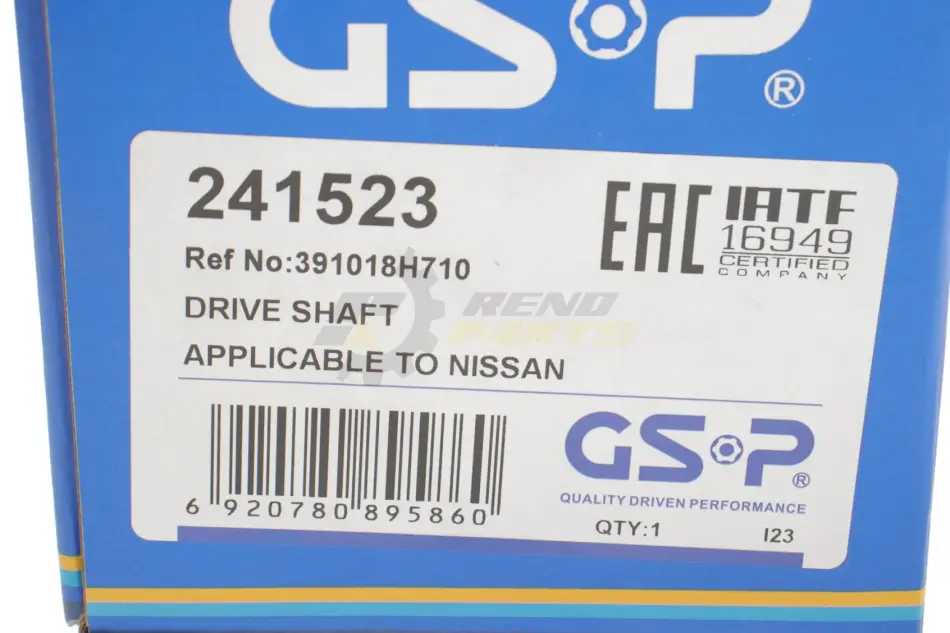 GSP®
241523
Ref No:391018H710
DRIVE SHAFT
APPLICABLE TO NISSAN
EAC
IATF
16949
CERTIFIED
COMPANY
RENO
PARTS
6 920780 895860
GSP®
QUALITY DRIVEN PERFORMANCE
QTY:1
I23